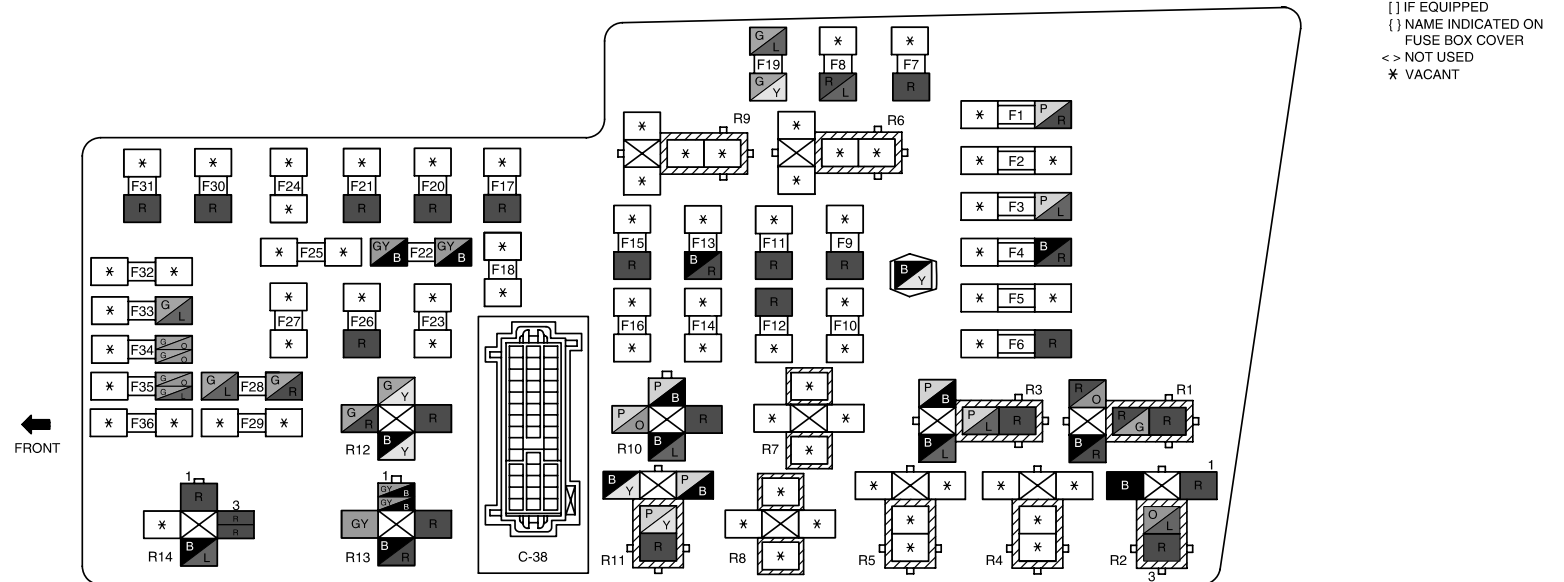 [ ] IF EQUIPPED
{ } NAME INDICATED ON
FUSE BOX COVER
< > NOT USED
* VACANT
G L * *
F19 F8 F7
G Y R L R
* F1 P R
R9 R6
* *
* * * *
* *
* F2 *
* * * * * *
F31 F30 F24 F21 F20 F17
R R * R R R
* F3 P L
* * * *
F15 F13 F11 F9
R B R R R
* F25 * GY B F22 GY B
*
F18
*
* F4 B R
B Y
* F32 *
* F33 G L
* * *
F27 F26 F23
* R *
* * R *
F16 F14 F12 F10
* * * *
* F5 *
* F34 G O G O
* F6 R
* F35 G O G L G L F28 G R
* F36 * * F29 *
FRONT
G Y
G R R
R12
B Y
P B
P O R
R10
B L
*
* *
R7
*
P B R3
P L R
B L
R O R1
R G R
B R
1
R
3
* R R
R14
B L
1
GY B GY B
GY R
R13
B R
C-38
B Y P B
P Y
R
R11
*
* *
R8
*
* *
*
*
R5
* *
*
*
R4
1
B R
O L
R
R2
3